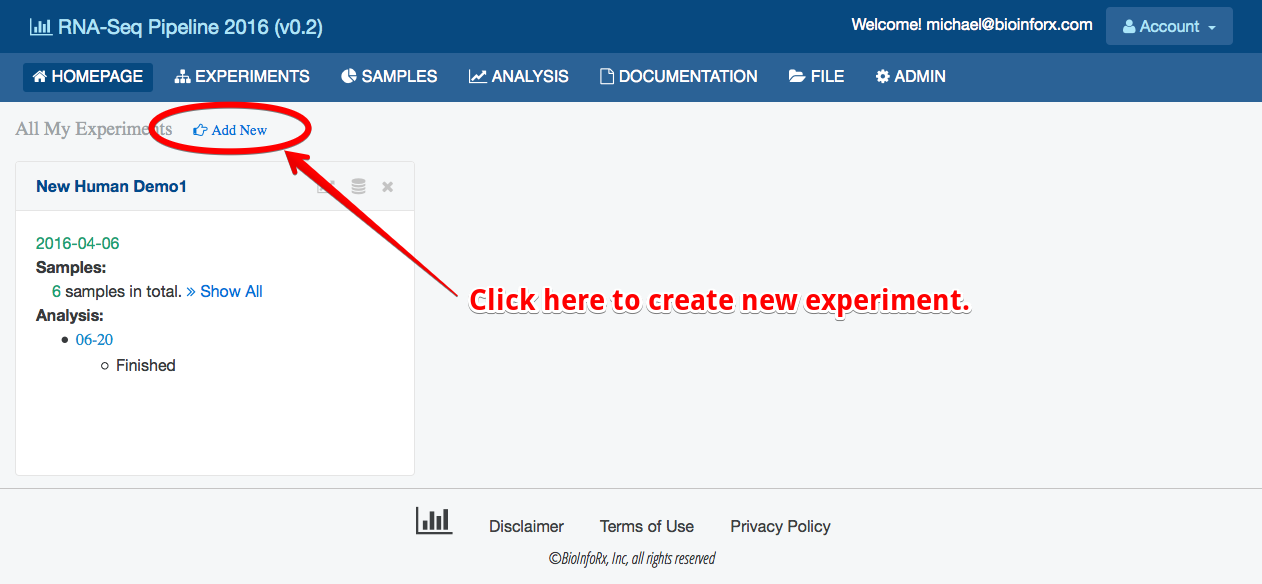 RNA-Seq Pipeline 2016 (v0.2)
Welcome! michael@bioinforx.com
Account
HOMEPAGE
EXPERIMENTS
SAMPLES
ANALYSIS
DOCUMENTATION
FILE
ADMIN
All My Experiments
Add New
New Human Demo1
2016-04-06
Samples:
6 samples in total. » Show All
Analysis:
06-20
Finished
Click here to create new experiment.
Disclaimer
Terms of Use
Privacy Policy
©BioInfoRx, Inc, all rights reserved